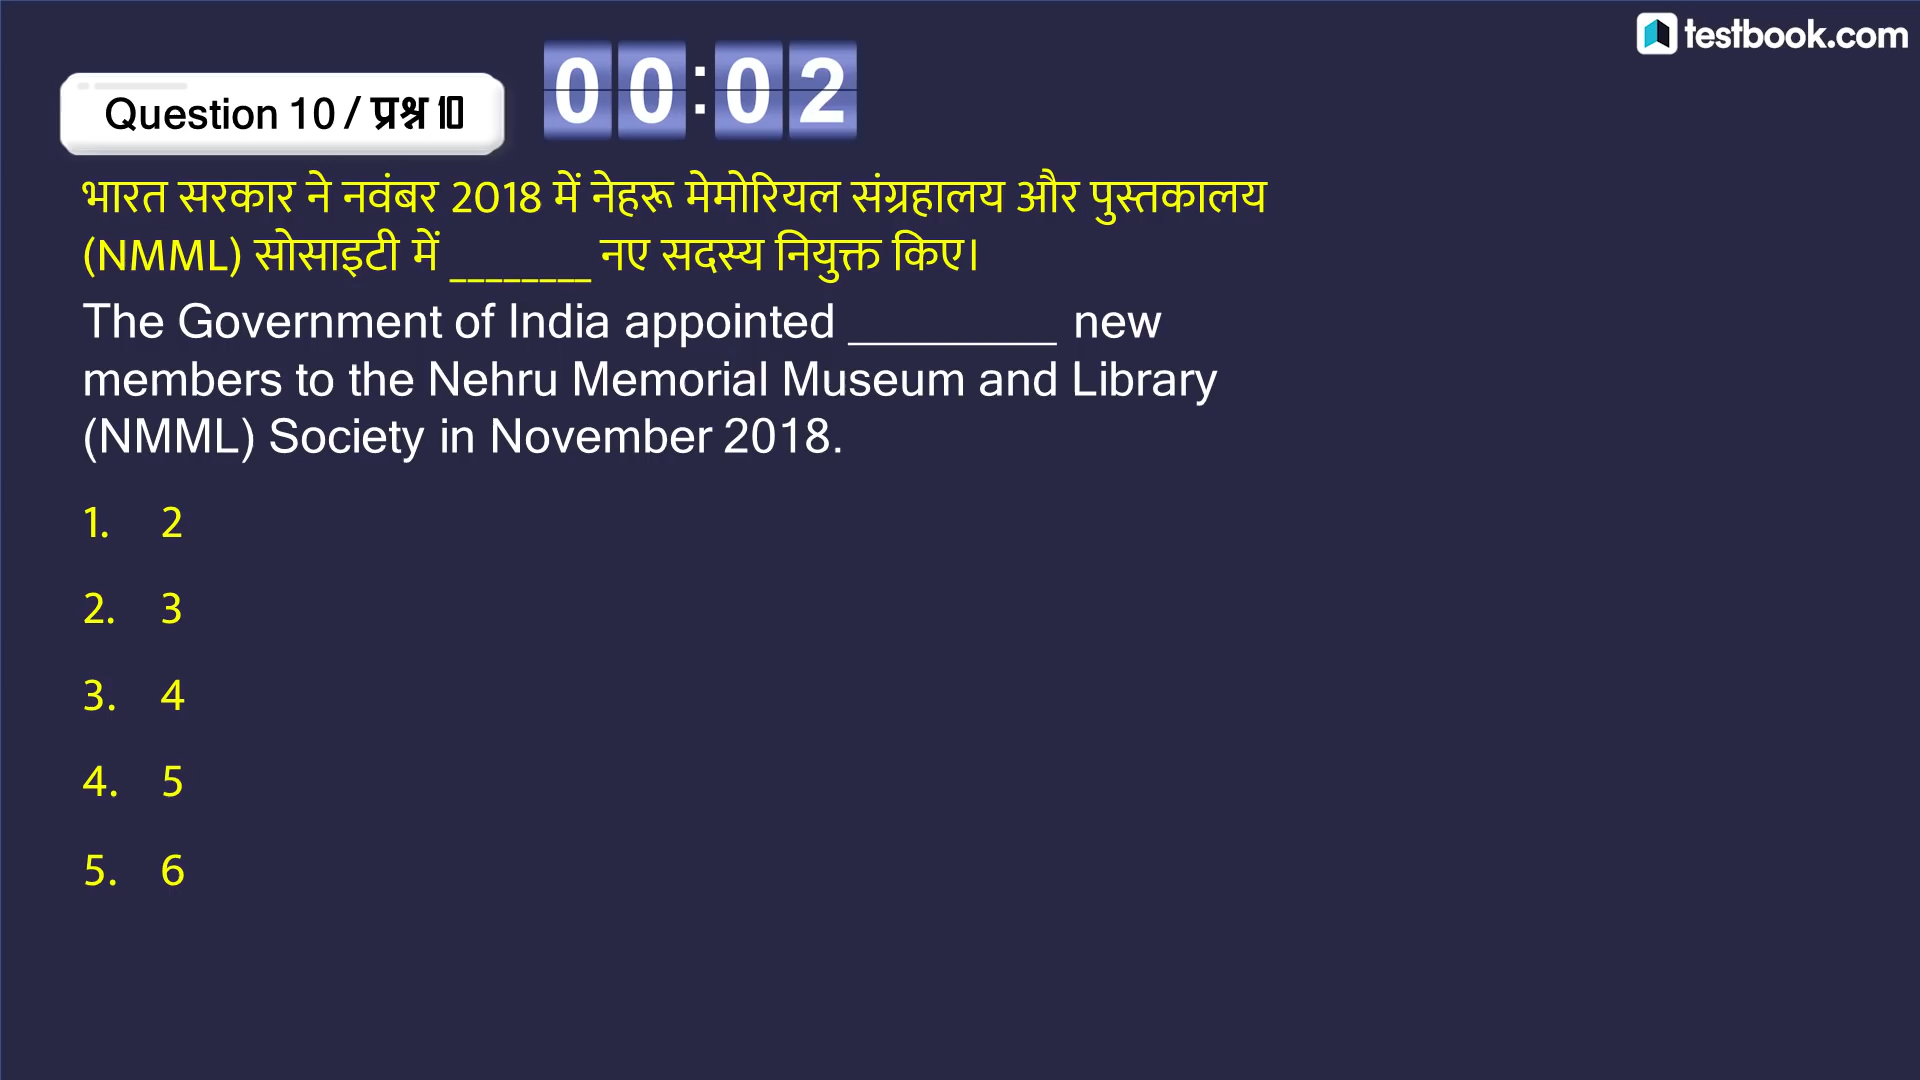 testbook.com
00:02
Question 10 / प्रश्न 10
भारत सरकार ने नवंबर 2018 में नेहरू मेमोरियल संग्रहालय और पुस्तकालय
(NMML) सोसाइटी में ________ नए सदस्य नियुक्त किए।
The Government of India appointed ________ new
members to the Nehru Memorial Museum and Library
(NMML) Society in November 2018.
1. 2
2. 3
3. 4
4. 5
5. 6